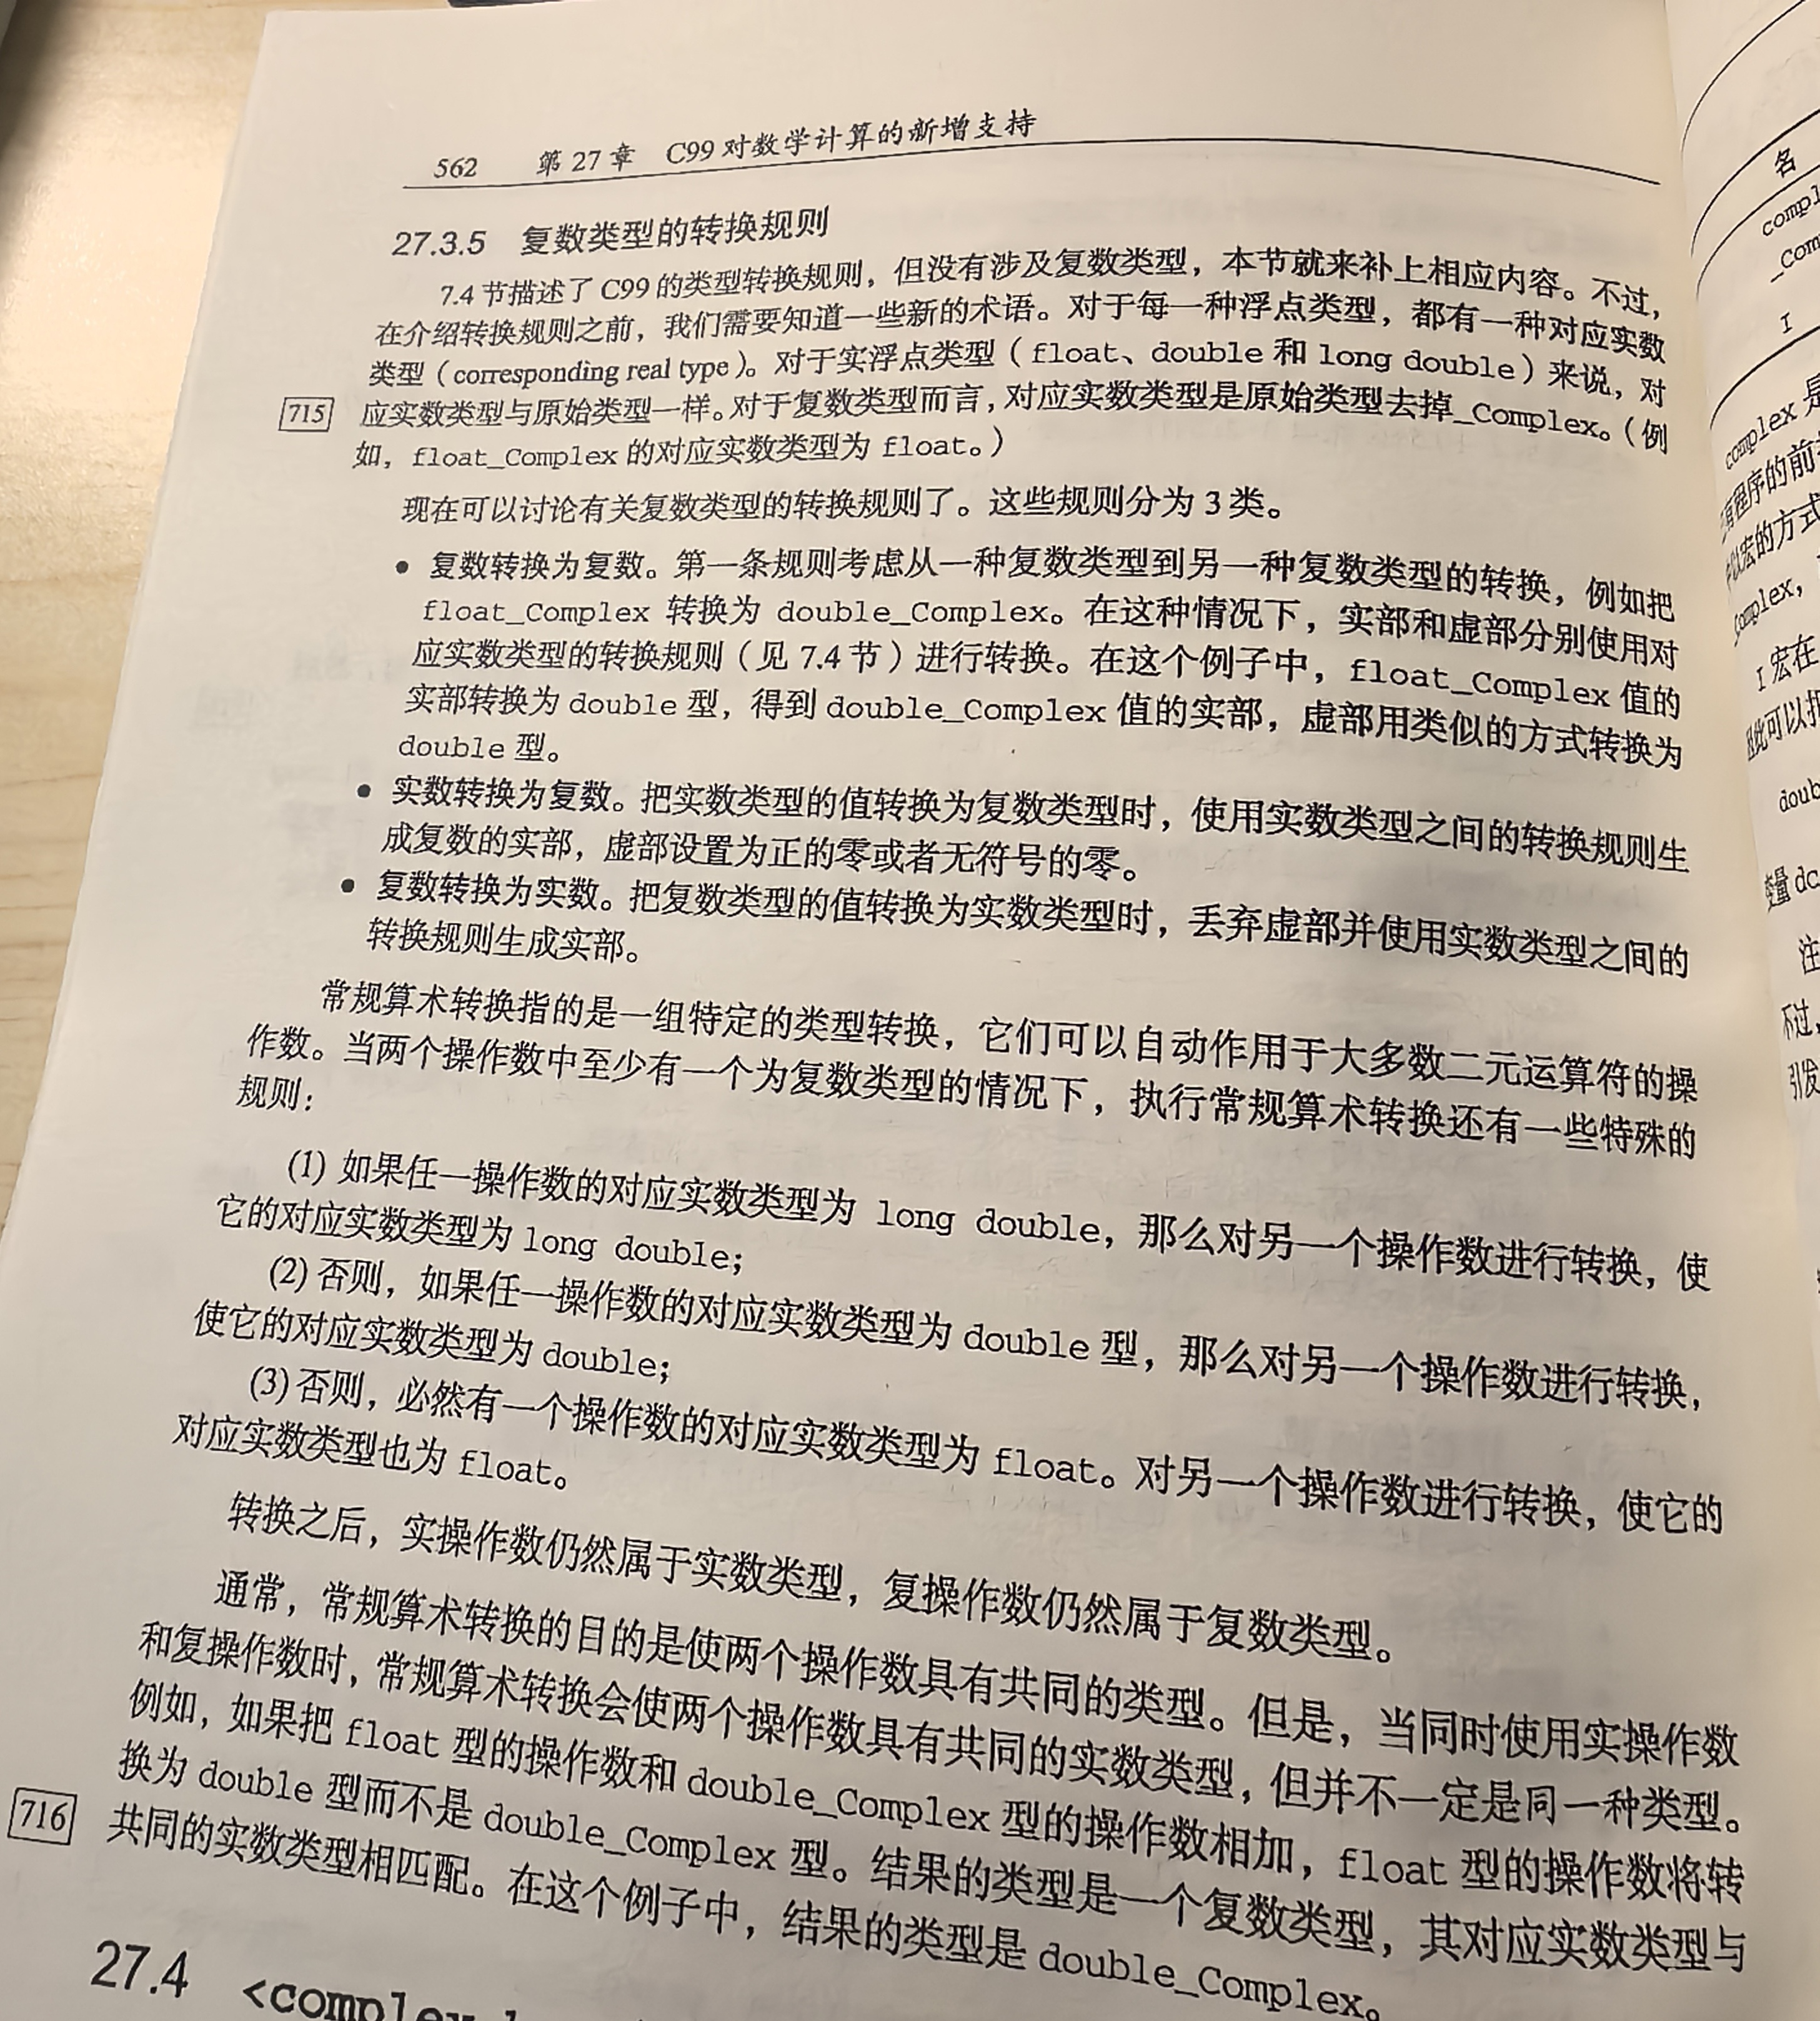 562 第 27 章 C99 对数学计算的新增支持
27.3.5 复数类型的转换规则
7.4 节描述了 C99 的类型转换规则，但没有涉及复数类型，本节就来补上相应内容。不过，
在介绍转换规则之前，我们需要知道一些新的术语。对于每一种浮点类型，都有一种对应实数
类型（corresponding real type）。对于实浮点类型（float、double 和 long double）来说，对
715 应实数类型与原始类型一样。对于复数类型而言，对应实数类型是原始类型去掉_Complex。（例
如，float_Complex 的对应实数类型为 float。）
现在可以讨论有关复数类型的转换规则了。这些规则分为 3 类。
● 复数转换为复数。第一条规则考虑从一种复数类型到另一种复数类型的转换，例如把
float_Complex 转换为 double_Complex。在这种情况下，实部和虚部分别使用对
应实数类型的转换规则（见 7.4 节）进行转换。在这个例子中，float_Complex 值的
实部转换为 double 型，得到 double_Complex 值的实部，虚部用类似的方式转换为
double 型。
● 实数转换为复数。把实数类型的值转换为复数类型时，使用实数类型之间的转换规则生
成复数的实部，虚部设置为正的零或者无符号的零。
● 复数转换为实数。把复数类型的值转换为实数类型时，丢弃虚部并使用实数类型之间的
转换规则生成实部。
常规算术转换指的是一组特定的类型转换，它们可以自动作用于大多数二元运算符的操
作数。当两个操作数中至少有一个为复数类型的情况下，执行常规算术转换还有一些特殊的
规则：
(1) 如果任一操作数的对应实数类型为 long double，那么对另一个操作数进行转换，使
它的对应实数类型为 long double；
(2) 否则，如果任一操作数的对应实数类型为 double 型，那么对另一个操作数进行转换，
使它的对应实数类型为 double；
(3) 否则，必然有一个操作数的对应实数类型为 float。对另一个操作数进行转换，使它的
对应实数类型也为 float。
转换之后，实操作数仍然属于实数类型，复操作数仍然属于复数类型。
通常，常规算术转换的目的是使两个操作数具有共同的类型。但是，当同时使用实操作数
和复操作数时，常规算术转换会使两个操作数具有共同的实数类型，但并不一定是同一种类型。
例如，如果把 float 型的操作数和 double_Complex 型的操作数相加，float 型的操作数将转
换为 double 型而不是 double_Complex 型。结果的类型是一个复数类型，其对应实数类型与
716 共同的实数类型相匹配。在这个例子中，结果的类型是 double_Complex。
27.4
名
I
complex 是
I 宏在
变量 dc
不过，